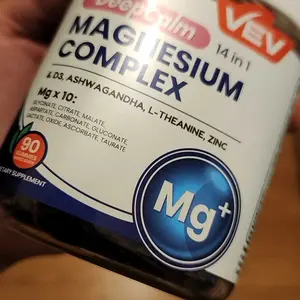 VEV
DeepCalm
14 in 1
MAGNESIUM
COMPLEX
& D3, ASHWAGANDHA, L-THEANINE, ZINC
Mg x 10:
GLYCINATE, CITRATE, MALATE,
ASPARTATE, CARBONATE, GLUCONATE,
LACTATE, OXIDE, ASCORBATE, TAURATE
90
DIETARY SUPPLEMENT
Mg+